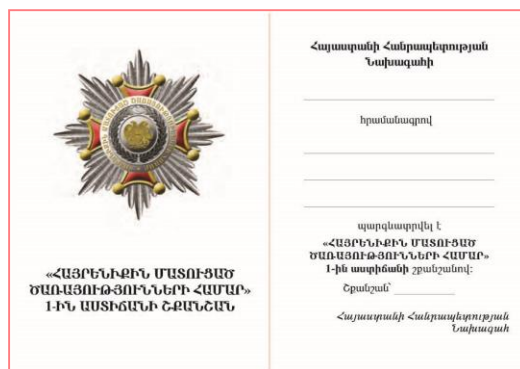 «ՀԱՅՐԵՆԻՔԻՆ ՄԱՏՈՒՑԱԾ
ԾԱՌԱՅՈՒԹՅՈՒՆՆԵՐԻ ՀԱՄԱՐ»
1-ԻՆ ԱՍՏԻՃԱՆԻ ՇՔԱՆՇԱՆ
Հայաստանի Հանրապետության
Նախագահի
հրամանագրով
պարգևատրվել է
«ՀԱՅՐԵՆԻՔԻՆ ՄԱՏՈՒՑԱԾ
ԾԱՌԱՅՈՒԹՅՈՒՆՆԵՐԻ ՀԱՄԱՐ»
1-ին աստիճանի շքանշանով:
Շքանշան՝
Հայաստանի Հանրապետության
Նախագահ